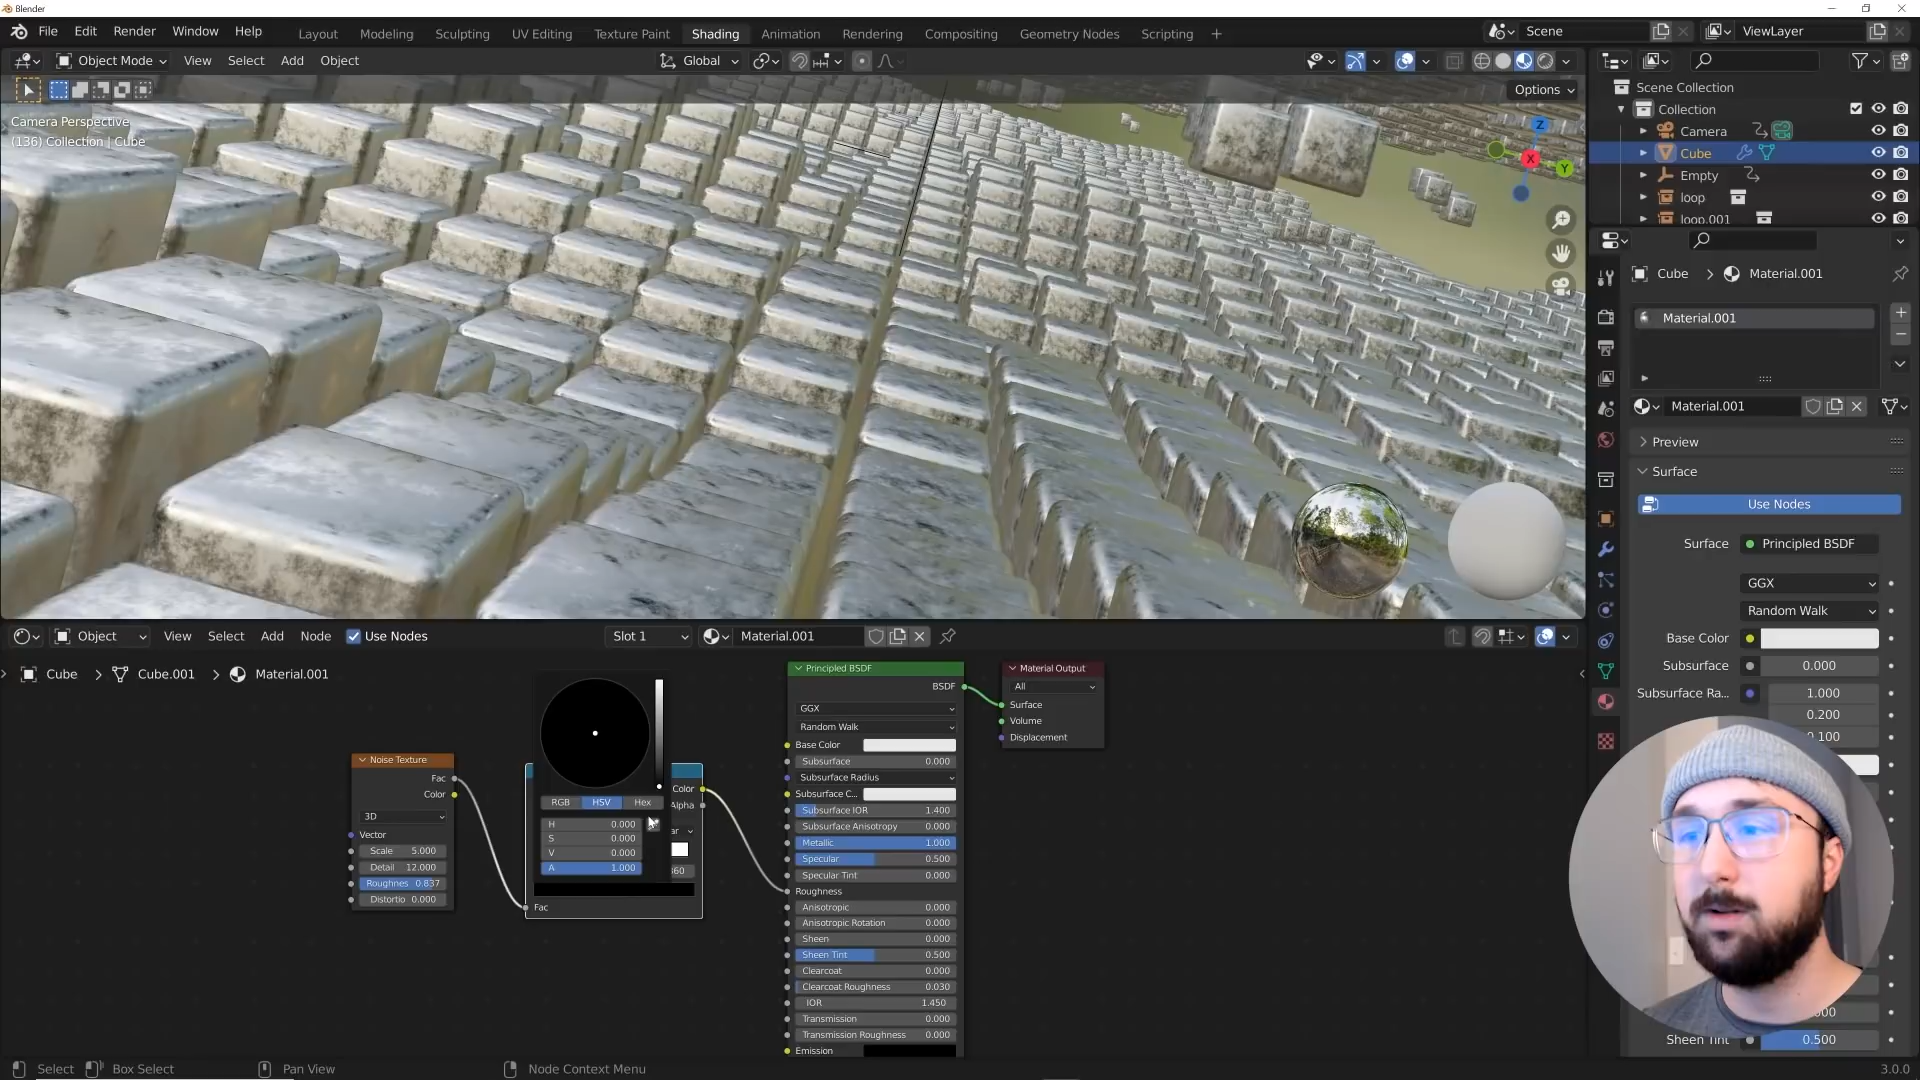 Blender
File Edit Render Window Help Layout Modeling Sculpting UV Editing Texture Paint Shading Animation Rendering Compositing Geometry Nodes Scripting + Scene ViewLayer
Object Mode View Select Add Object Global
Options
Camera Perspective
(136) Collection | Cube
Z
X
Y
Scene Collection
Collection
Camera
Cube
Empty
loop
loop.001
Cube > Material.001
Material.001
Material.001
Preview
Surface
Use Nodes
Surface Principled BSDF
GGX
Random Walk
Base Color
Subsurface 0.000
Subsurface Ra... 1.000
0.200
0.100
Sheen Tint 0.500
Object View Select Add Node Use Nodes Slot 1 Material.001
Cube > Cube.001 > Material.001
Noise Texture
Fac
Color
3D
Vector
Scale 5.000
Detail 12.000
Roughnes 0.837
Distortio 0.000
RGB HSV Hex
H 0.000
S 0.000
V 0.000
A 1.000
Color
Alpha
ar
Fac
Principled BSDF
BSDF
GGX
Random Walk
Base Color
Subsurface 0.000
Subsurface Radius
Subsurface C...
Subsurface IOR 1.400
Subsurface Anisotropy 0.000
Metallic 1.000
Specular 0.500
Specular Tint 0.000
Roughness
Anisotropic 0.000
Anisotropic Rotation 0.000
Sheen 0.000
Sheen Tint 0.500
Clearcoat 0.000
Clearcoat Roughness 0.030
IOR 1.450
Transmission 0.000
Transmission Roughness 0.000
Emission
Material Output
All
Surface
Volume
Displacement
Select Box Select Pan View Node Context Menu 3.0.0